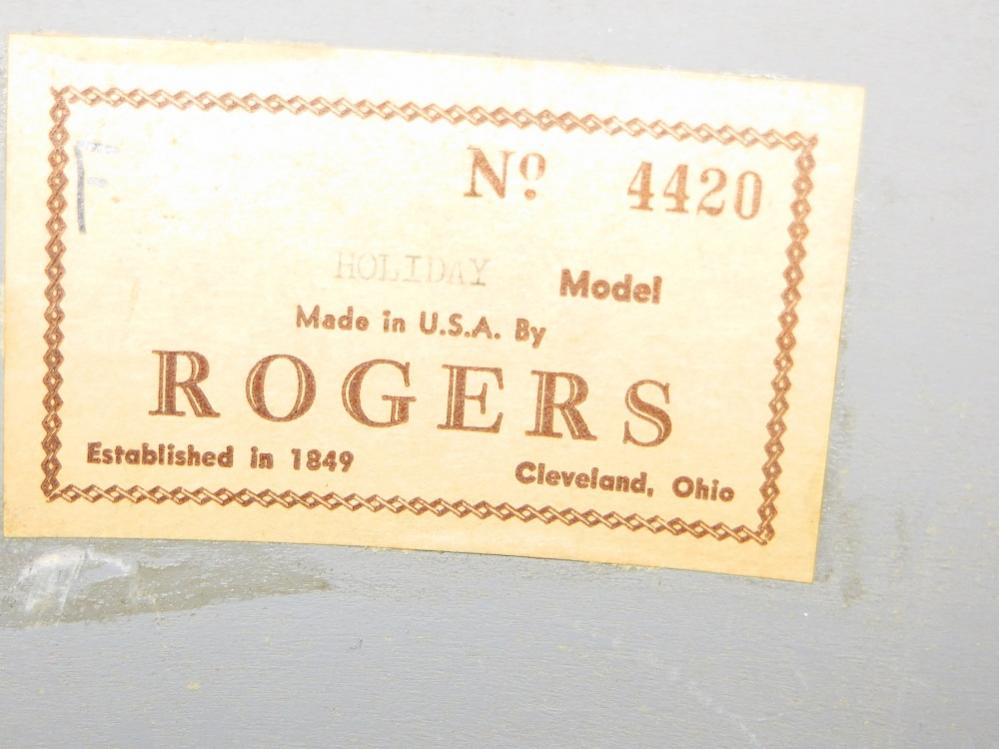 F
Nº 4420
HOLIDAY Model
Made in U.S.A. By
ROGERS
Established in 1849 Cleveland, Ohio